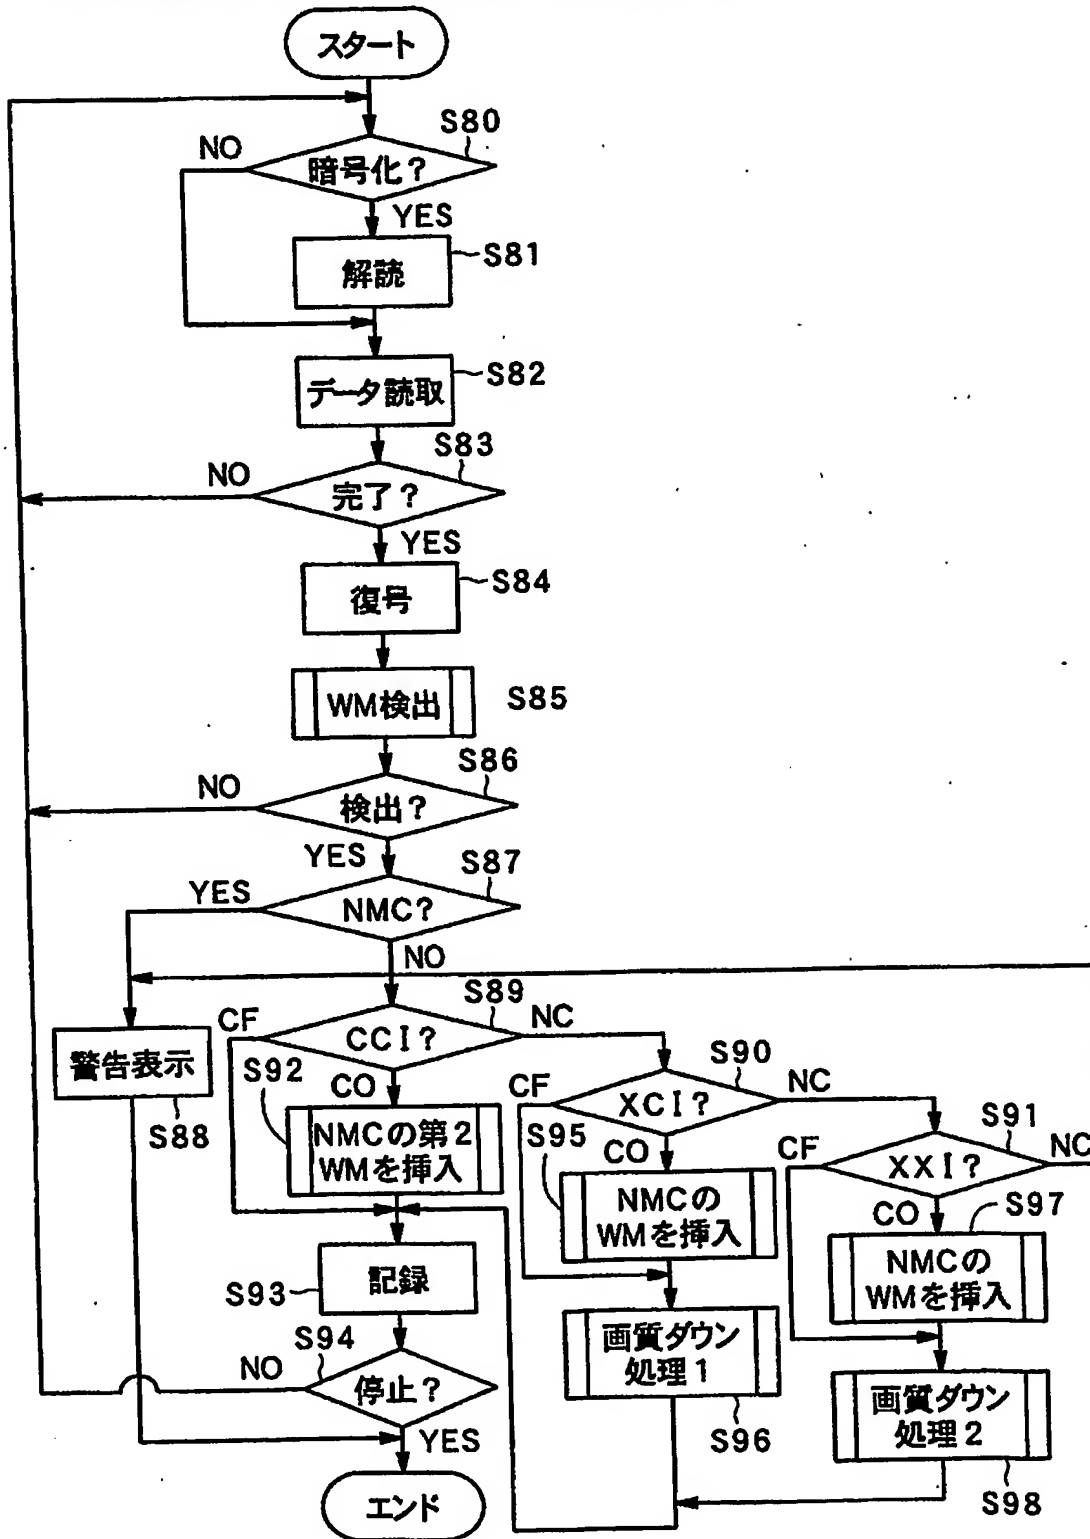 スタート
S80
NO
暗号化?
YES
S81
解読
S82
データ読取
S83
NO
完了?
YES
S84
復号
WM検出
S85
S86
NO
検出?
YES
S87
YES
NMC?
NO
S89
CF
CCI?
NC
S90
警告表示
S88
S92
CO
NMCの第2
WMを挿入
CF
XCI?
NC
S91
S95
CO
NMCの
WMを挿入
CF
XXI?
NC
CO
S97
NMCの
WMを挿入
S93
記録
画質ダウン
処理1
S96
S94
NO
停止?
YES
画質ダウン
処理2
S98
エンド